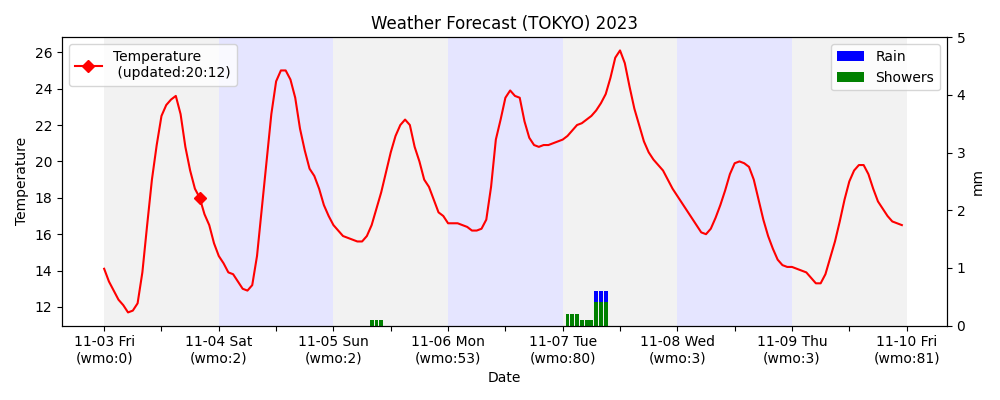 Weather Forecast (TOKYO) 2023
Temperature
(updated:20:12)
Rain
Showers
26
24
22
20
18
16
14
12
5
4
3
2
1
0
Temperature
mm
11-03 Fri
(wmo:0)
11-04 Sat
(wmo:2)
11-05 Sun
(wmo:2)
11-06 Mon
(wmo:53)
11-07 Tue
(wmo:80)
11-08 Wed
(wmo:3)
11-09 Thu
(wmo:3)
11-10 Fri
(wmo:81)
Date